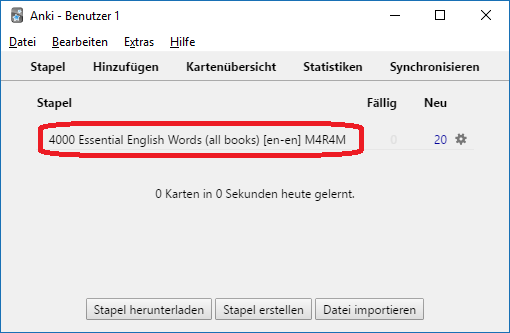 Anki - Benutzer 1
Datei Bearbeiten Extras Hilfe
Stapel Hinzufügen Kartenübersicht Statistiken Synchronisieren
Stapel Fällig Neu
4000 Essential English Words (all books) [en-en] M4R4M 0 20
0 Karten in 0 Sekunden heute gelernt.
Stapel herunterladen Stapel erstellen Datei importieren